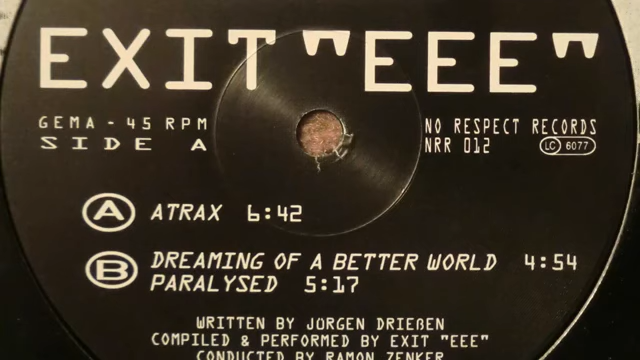 EXIT "EEE"
GEMA - 45 RPM
SIDE A
NO RESPECT RECORDS
NRR 012
LC 6077
A ATRAX 6:42
B DREAMING OF A BETTER WORLD 4:54
PARALYSED 5:17
WRITTEN BY JÜRGEN DRIEßEN
COMPILED & PERFORMED BY EXIT "EEE"
CONDUCTED BY RAMON ZENKER